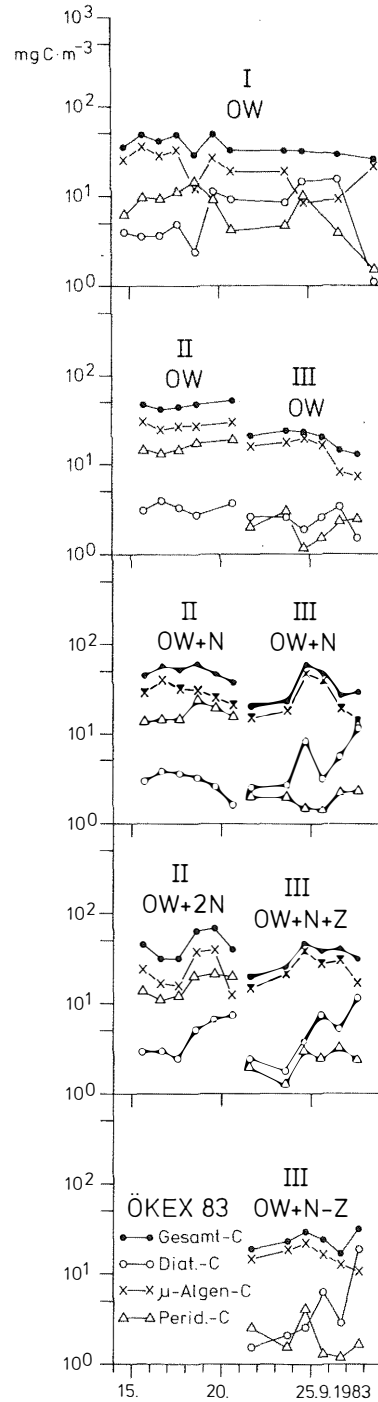 10³
mg C·m⁻³
10²
I
OW
10¹
10⁰
II
OW
III
OW
10²
10¹
10⁰
II
OW+N
III
OW+N
10²
10¹
10⁰
II
OW+2N
III
OW+N+Z
10²
10¹
10⁰
III
OW+N-Z
10²
ÖKEX 83
Gesamt-C
Diat.-C
µ-Algen-C
Perid.-C
10¹
10⁰
15. 20. 25.9.1983